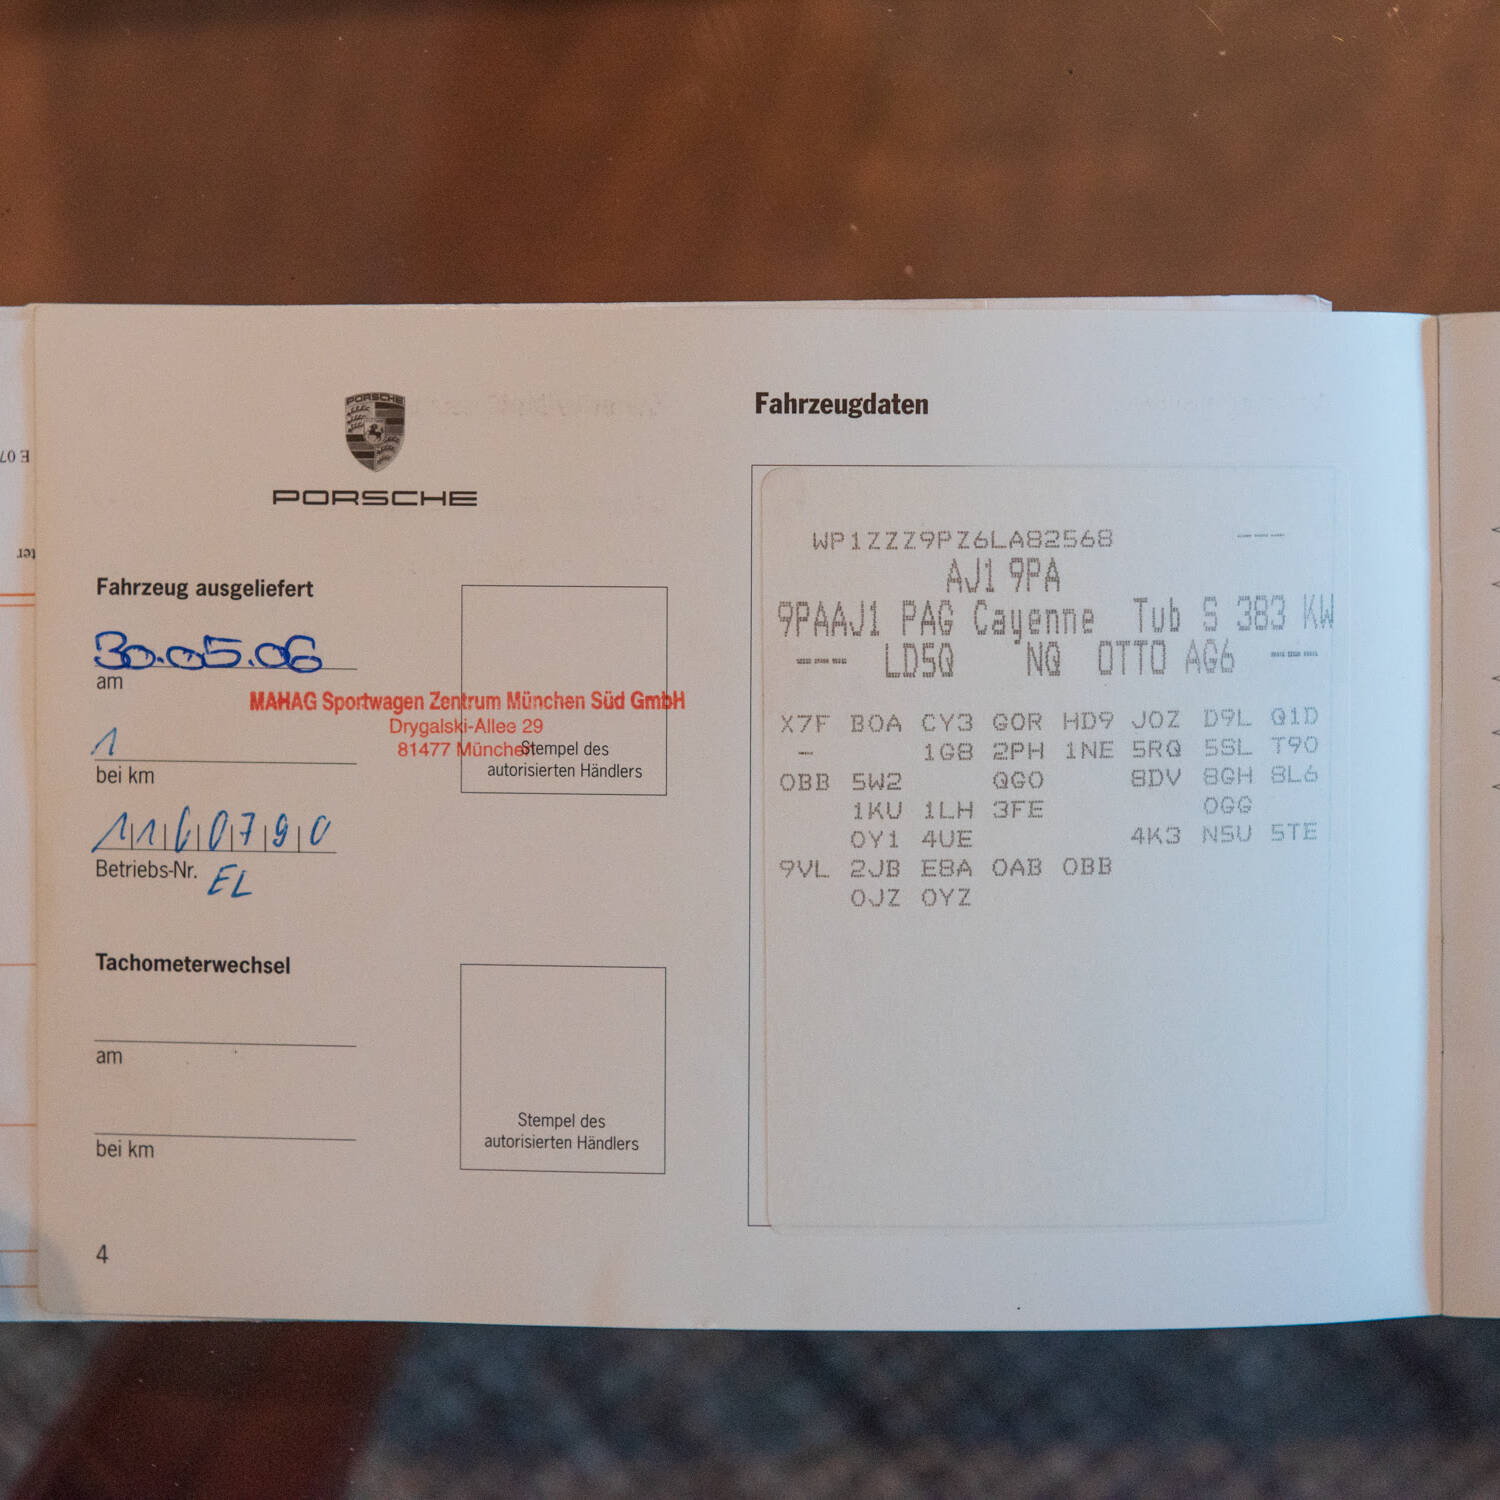 PORSCHE
PORSCHE
Fahrzeug ausgeliefert
30.05.06
am
MAHAG Sportwagen Zentrum München Süd GmbH
Drygalski-Allee 29
81477 München
1
bei km
Stempel des
autorisierten Händlers
1160790
Betriebs-Nr.
EL
Tachometerwechsel
am
bei km
Stempel des
autorisierten Händlers
4
Fahrzeugdaten
WP1ZZZ9PZ6LA82568 ---
AJ1 9PA
9PAAJ1 PAG Cayenne Tub S 383 KW
---- LD5Q NQ OTTO AG6 ----
X7F B0A CY3 G0R HD9 J0Z D9L Q1D
- 1G8 2PH 1NE 5RQ 5SL T90
0BB 5W2 QG0 8DV 8GH 8L6
1KU 1LH 3FE 0GG
0Y1 4UE 4K3 N5U 5TE
9VL 2JB E8A 0AB 0BB
0JZ 0YZ
E 07